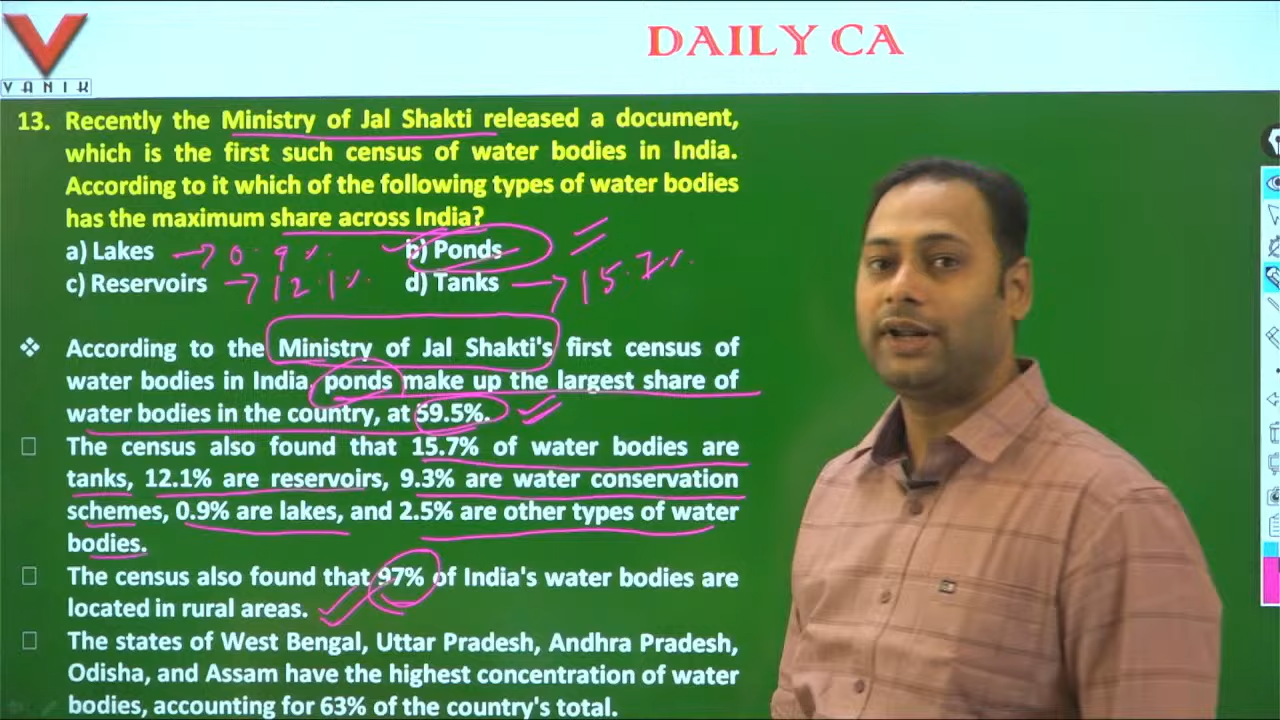 VANIK
DAILY CA
13. Recently the Ministry of Jal Shakti released a document,
which is the first such census of water bodies in India.
According to it which of the following types of water bodies
has the maximum share across India?
a) Lakes → 0.9%. b) Ponds
c) Reservoirs → 12.1%. d) Tanks → 15.7%.
❖ According to the Ministry of Jal Shakti's first census of
water bodies in India, ponds make up the largest share of
water bodies in the country, at 59.5%.
The census also found that 15.7% of water bodies are
tanks, 12.1% are reservoirs, 9.3% are water conservation
schemes, 0.9% are lakes, and 2.5% are other types of water
bodies.
The census also found that 97% of India's water bodies are
located in rural areas.
The states of West Bengal, Uttar Pradesh, Andhra Pradesh,
Odisha, and Assam have the highest concentration of water
bodies, accounting for 63% of the country's total.